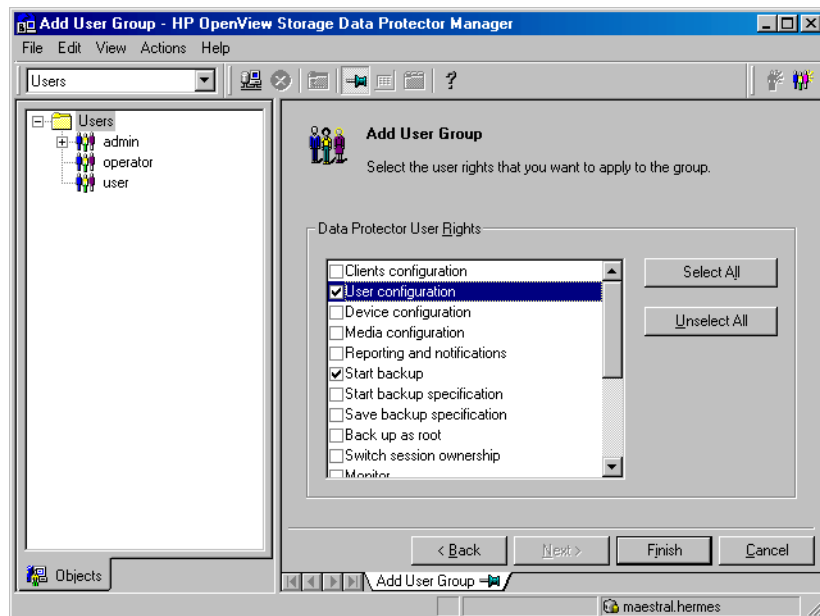 Add User Group - HP OpenView Storage Data Protector Manager
File Edit View Actions Help
Users
?
Users
admin
operator
user
Objects
Add User Group
Select the user rights that you want to apply to the group.
Data Protector User Rights
Clients configuration
User configuration
Device configuration
Media configuration
Reporting and notifications
Start backup
Start backup specification
Save backup specification
Back up as root
Switch session ownership
Monitor
Select All
Unselect All
< Back
Next >
Finish
Cancel
Add User Group
maestral.hermes